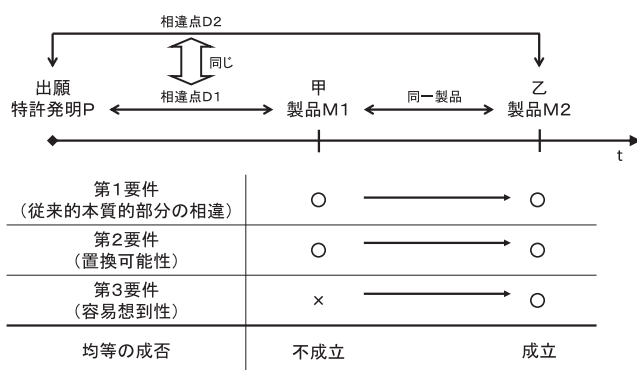 相違点D2
同じ
出願
特許発明P
相違点D1
甲
製品M1
同一製品
乙
製品M2
t
第1要件
(従来的本質的部分の相違)
○
○
第2要件
(置換可能性)
○
○
第3要件
(容易想到性)
×
○
均等の成否
不成立
成立